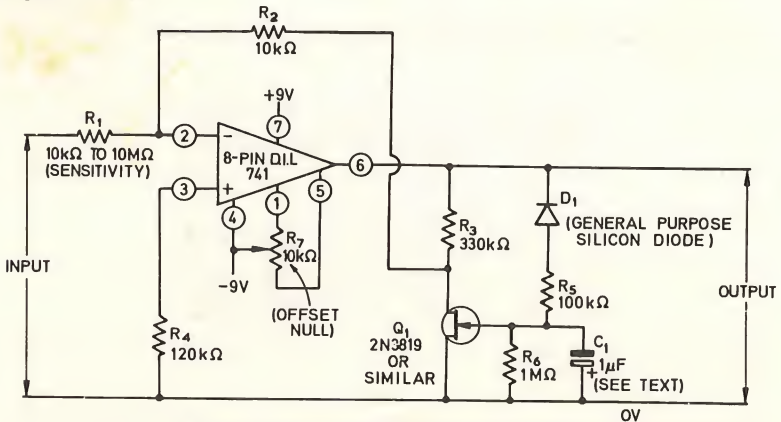 R2
10kΩ
+9V
R1
7
2
-
6
10kΩ TO 10MΩ
(SENSITIVITY)
8-PIN D.I.L
741
3
+
5
4
1
D1
(GENERAL PURPOSE
SILICON DIODE)
R3
330kΩ
R7
10kΩ
INPUT
-9V
(OFFSET
NULL)
R5
100kΩ
OUTPUT
R4
120kΩ
Q1
2N3819
OR
SIMILAR
R6
1MΩ
C1
1µF
+
(SEE TEXT)
0V